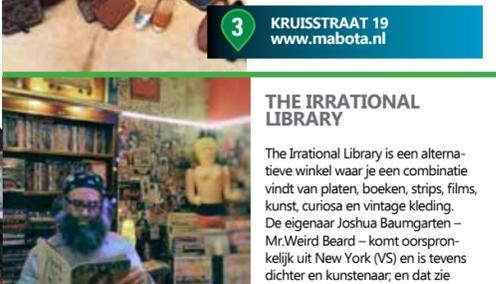 3
KRUISSTRAAT 19
www.mabota.nl
THE IRRATIONAL
LIBRARY
The Irrational Library is een alterna-
tieve winkel waar je een combinatie
vindt van platen, boeken, strips, films,
kunst, curiosa en vintage kleding.
De eigenaar Joshua Baumgarten –
Mr.Weird Beard – komt oorspron-
kelijk uit New York (VS) en is tevens
dichter en kunstenaar; en dat zie